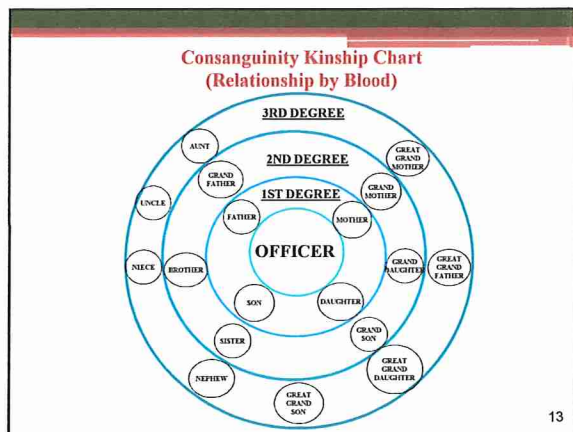 Consanguinity Kinship Chart
(Relationship by Blood)
3RD DEGREE
AUNT
GREAT
GRAND
MOTHER
2ND DEGREE
GRAND
FATHER
GRAND
MOTHER
1ST DEGREE
UNCLE
FATHER
MOTHER
OFFICER
NIECE
BROTHER
GRAND
DAUGHTER
GREAT
GRAND
FATHER
SON
DAUGHTER
SISTER
GRAND
SON
GREAT
GRAND
DAUGHTER
NEPHEW
GREAT
GRAND
SON
13